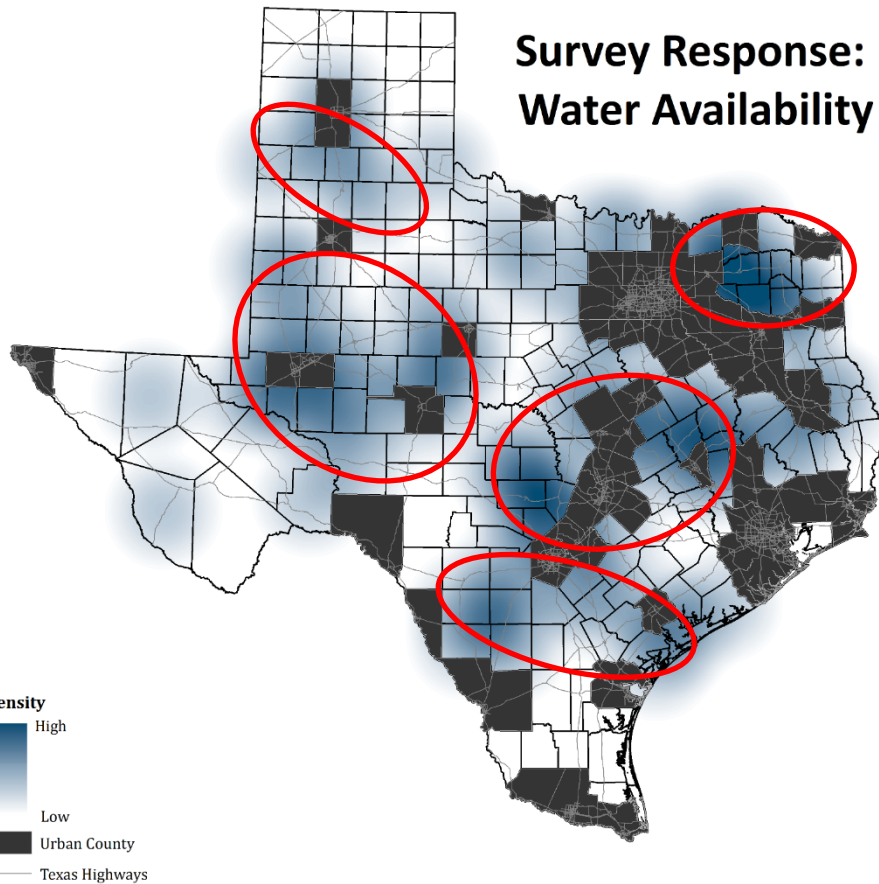 Survey Response:
Water Availability
ensity
High
Low
Urban County
Texas Highways